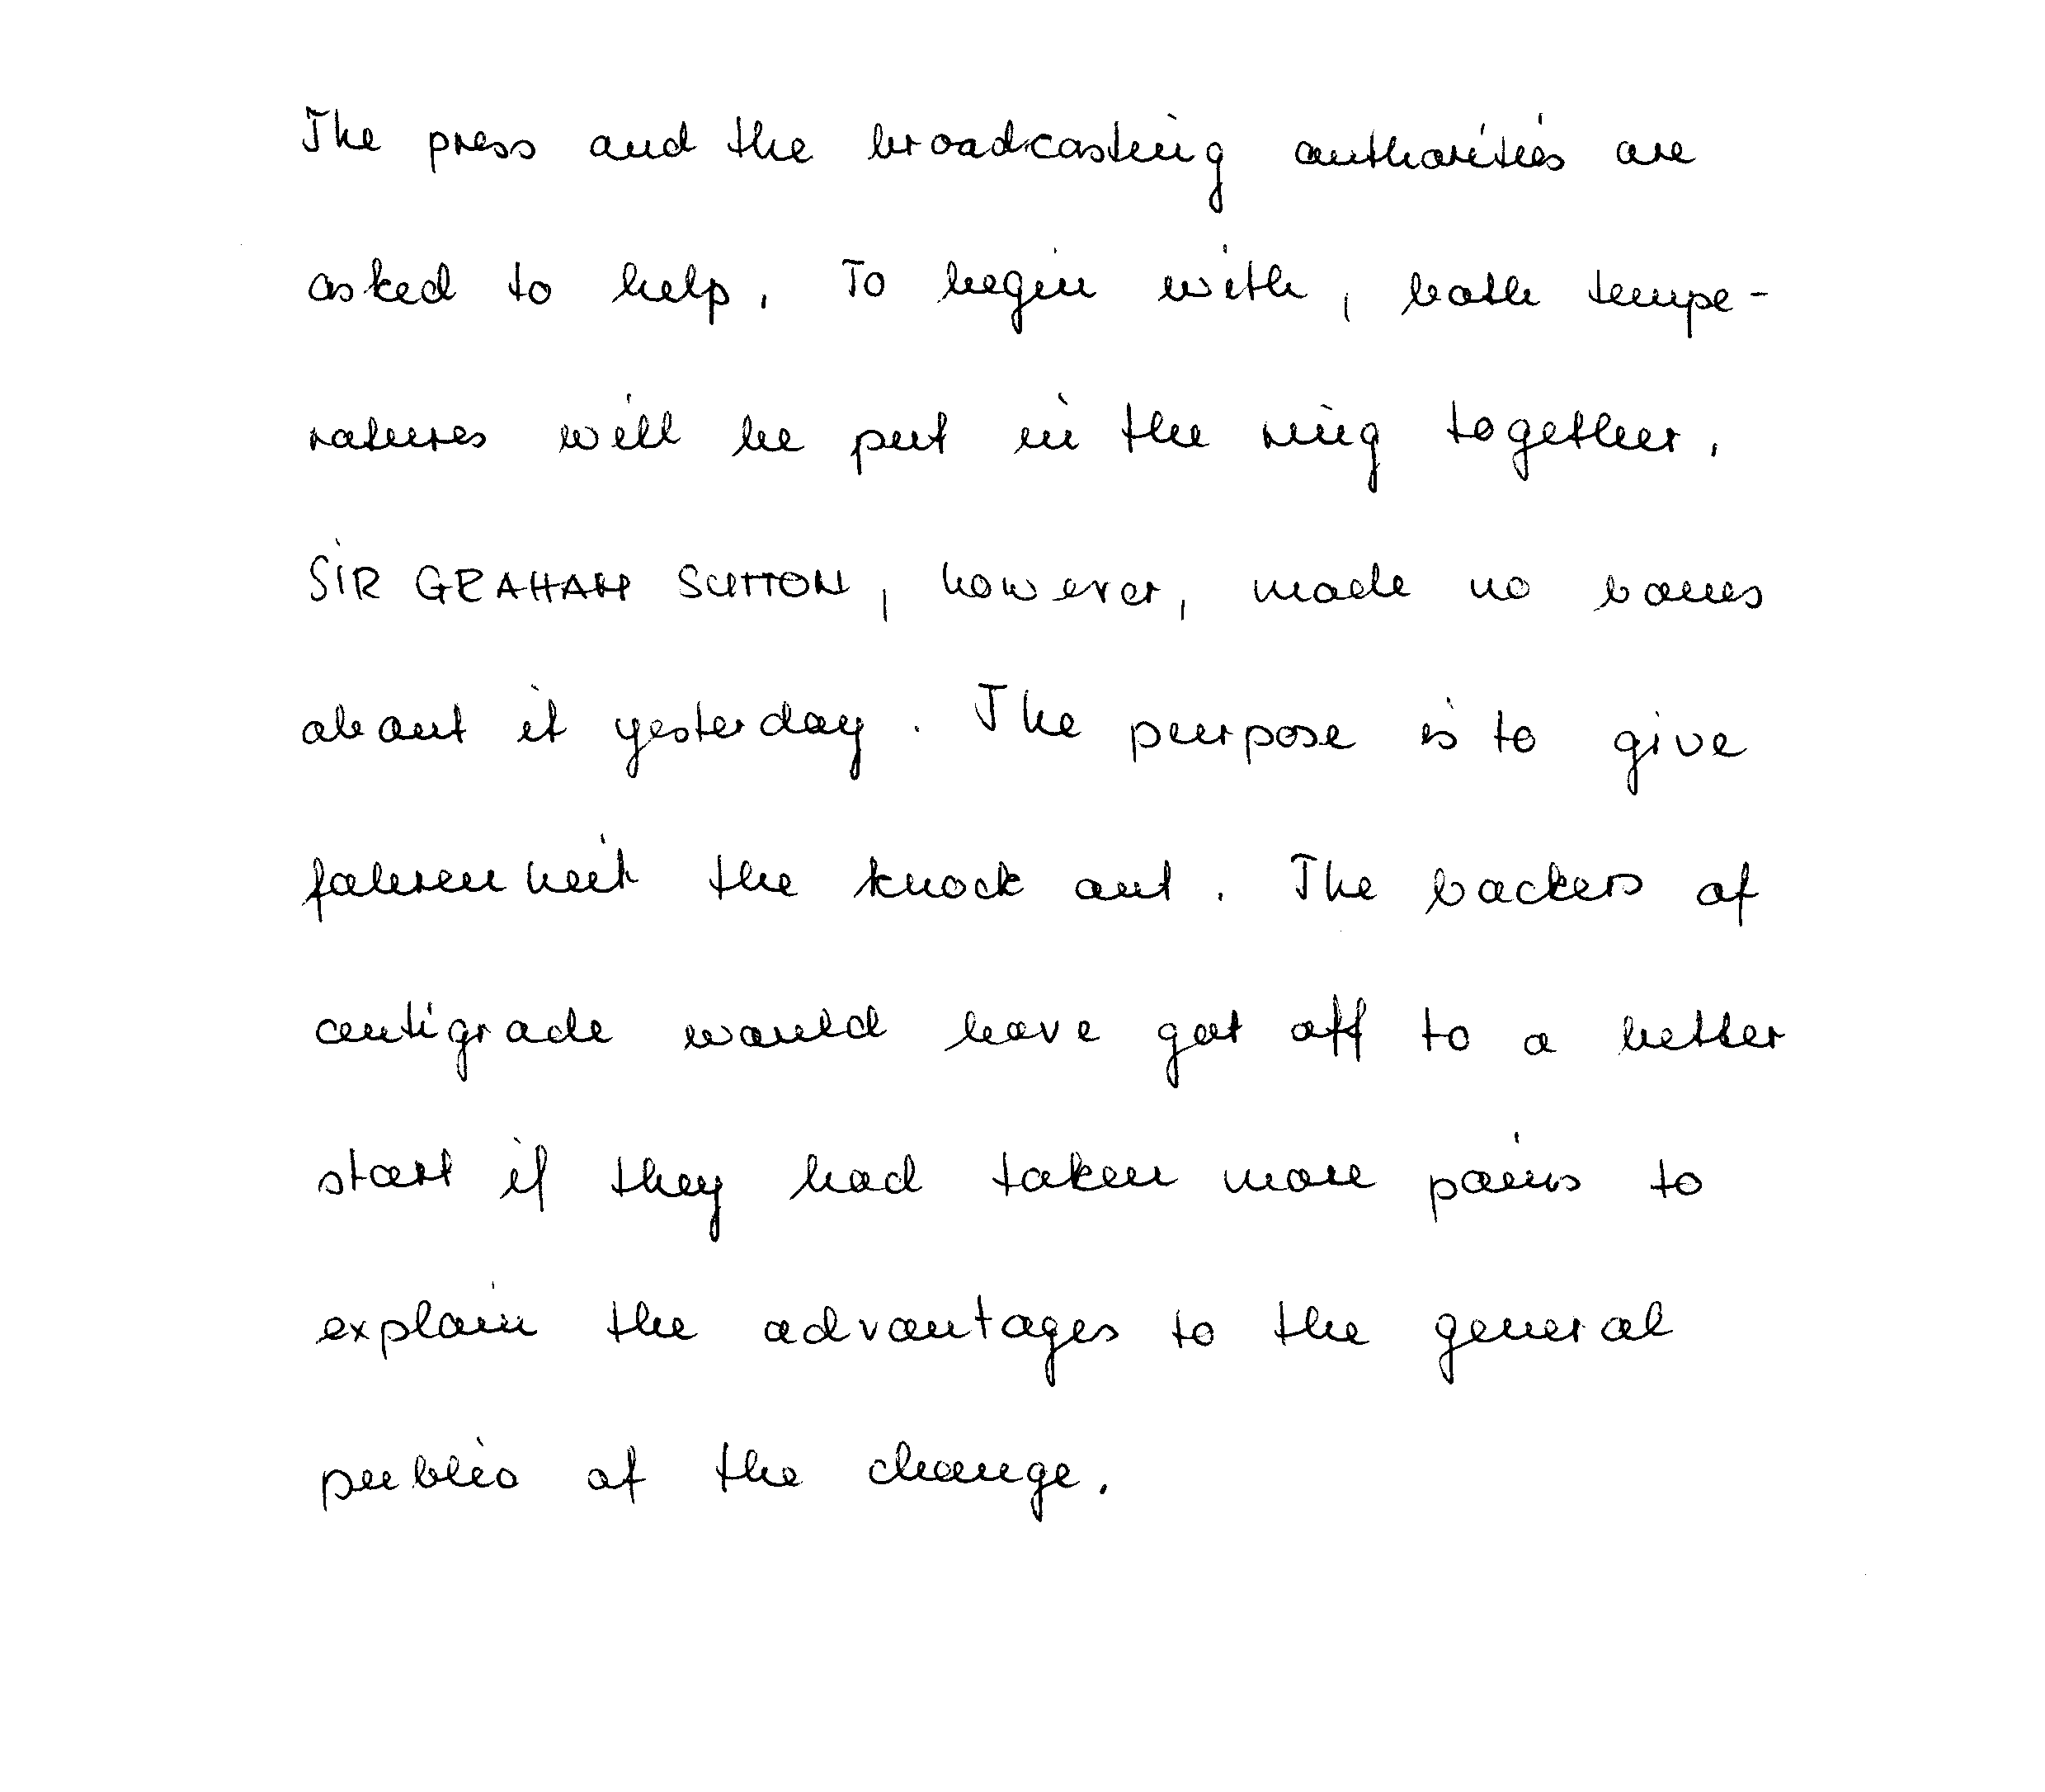 The press and the broadcasting authorities are
asked to help. To begin with, both tempe-
ratures will be put in the ring together.
SIR GRAHAM SUTTON, however, made no bones
about it yesterday. The purpose is to give
fahrenheit the knock out. The backers of
centigrade would have got off to a better
start if they had taken more pains to
explain the advantages to the general
public of the change.